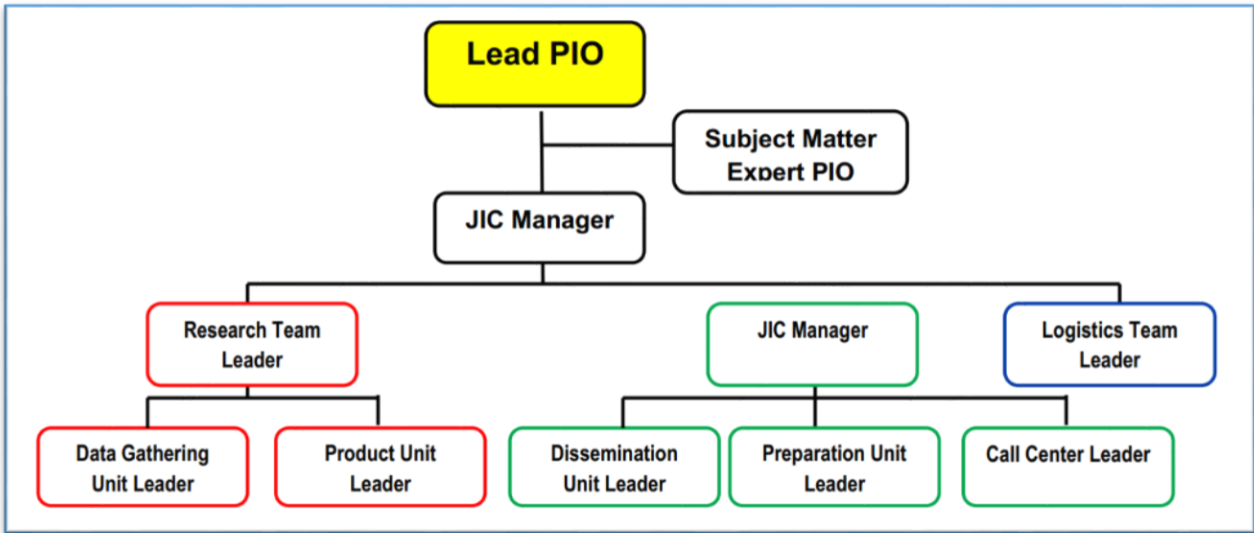 Lead PIO
Subject Matter
Expert PIO
JIC Manager
Research Team
Leader
JIC Manager
Logistics Team
Leader
Data Gathering
Unit Leader
Product Unit
Leader
Dissemination
Unit Leader
Preparation Unit
Leader
Call Center Leader